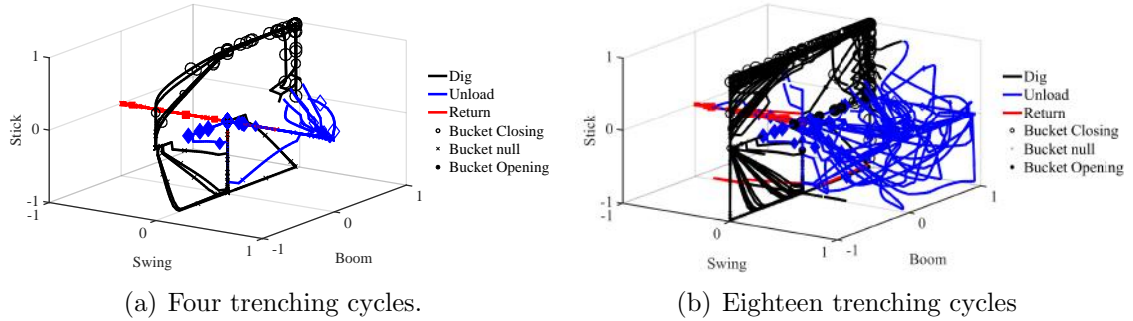 1
0
-1
Stick
-1
0
1
Swing
-1
0
1
Boom
Dig
Unload
Return
Bucket Closing
Bucket null
Bucket Opening
(a) Four trenching cycles.
1
0
-1
Stick
-1
0
1
Swing
-1
0
1
Boom
Dig
Unload
Return
Bucket Closing
Bucket null
Bucket Opening
(b) Eighteen trenching cycles